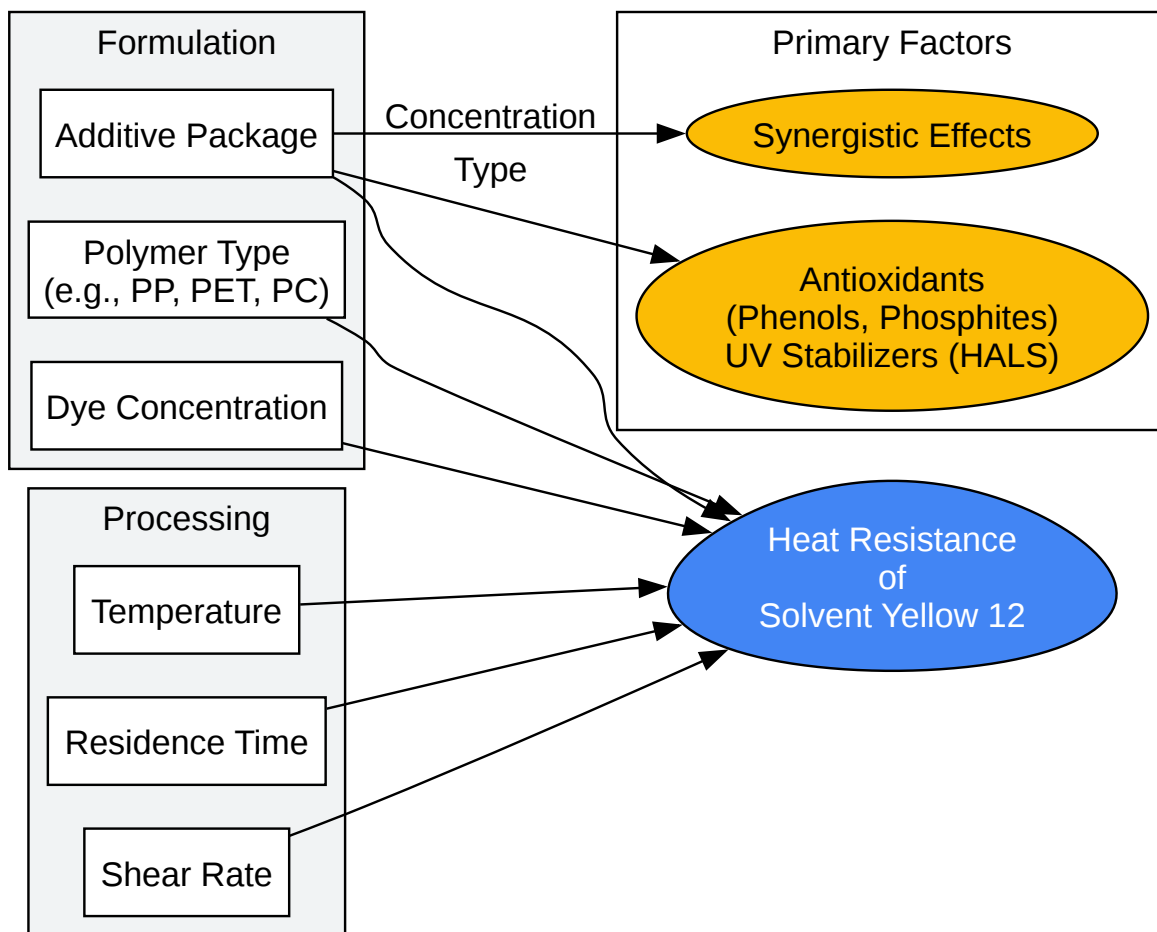 Formulation
Additive Package
Polymer Type
(e.g., PP, PET, PC)
Dye Concentration
Processing
Temperature
Residence Time
Shear Rate
Concentration
Type
Primary Factors
Synergistic Effects
Antioxidants
(Phenols, Phosphites)
UV Stabilizers (HALS)
Heat Resistance
of
Solvent Yellow 12